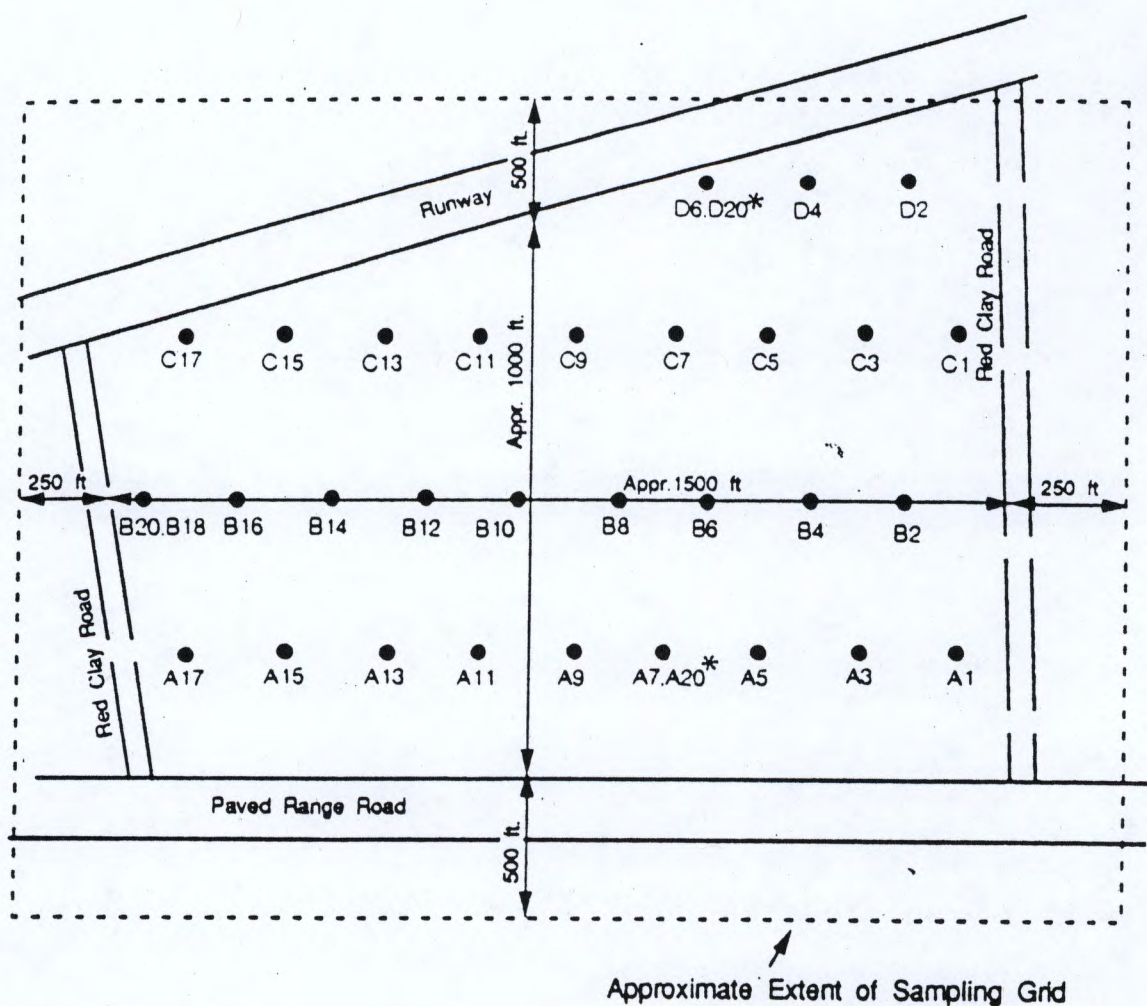 500 ft.
Runway
D6.D20*
D4
D2
Red Clay Road
C17
C15
C13
C11
C9
C7
C5
C3
C1
Appr. 1000 ft.
250 ft
Appr.1500 ft
250 ft
B20.B18
B16
B14
B12
B10
B8
B6
B4
B2
Red Clay Road
A17
A15
A13
A11
A9
A7.A20*
A5
A3
A1
Paved Range Road
500 ft.
Approximate Extent of Sampling Grid